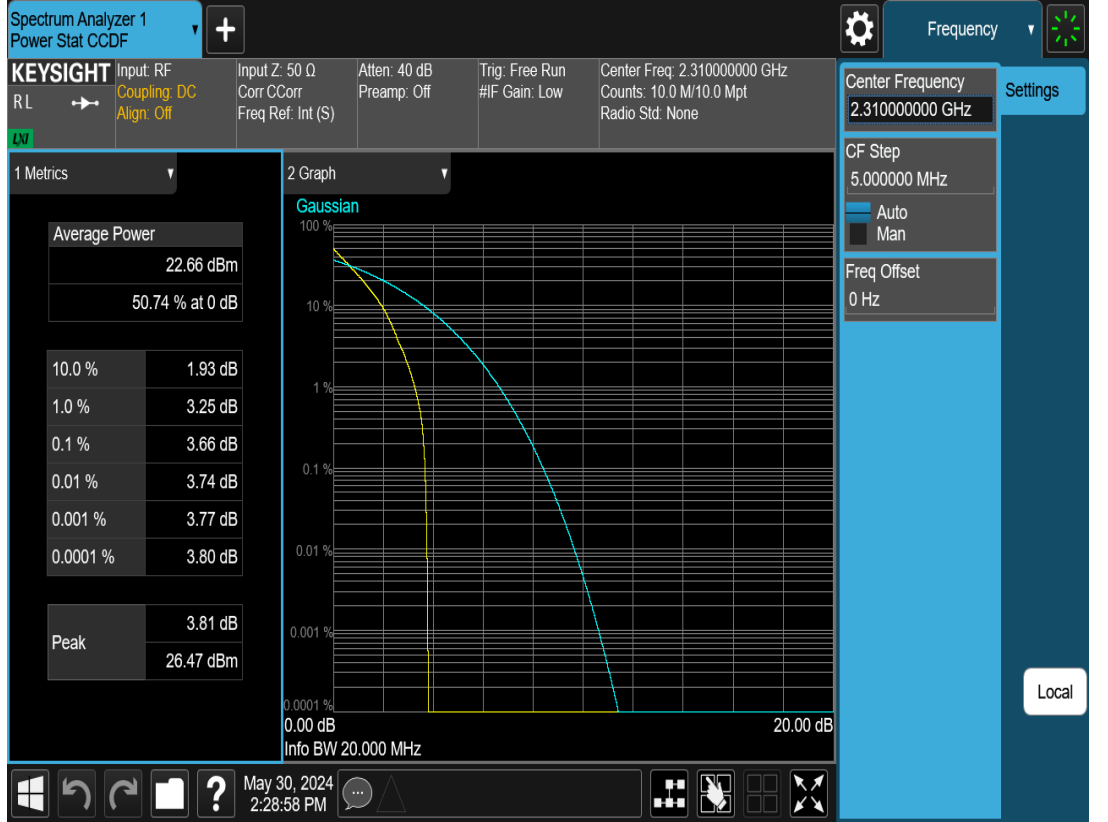 Spectrum Analyzer 1
Power Stat CCDF
+
Frequency
KEYSIGHT
RL
LXI
Input: RF
Coupling: DC
Align: Off
Input Z: 50 Ω
Corr CCorr
Freq Ref: Int (S)
Atten: 40 dB
Preamp: Off
Trig: Free Run
#IF Gain: Low
Center Freq: 2.310000000 GHz
Counts: 10.0 M/10.0 Mpt
Radio Std: None
Center Frequency
2.310000000 GHz
Settings
CF Step
5.000000 MHz
Auto
Man
Freq Offset
0 Hz
Local
1 Metrics
Average Power
22.66 dBm
50.74 % at 0 dB
10.0 % 1.93 dB
1.0 % 3.25 dB
0.1 % 3.66 dB
0.01 % 3.74 dB
0.001 % 3.77 dB
0.0001 % 3.80 dB
Peak
3.81 dB
26.47 dBm
2 Graph
Gaussian
100 %
10 %
1 %
0.1 %
0.01 %
0.001 %
0.0001 %
0.00 dB 20.00 dB
Info BW 20.000 MHz
?
May 30, 2024
2:28:58 PM